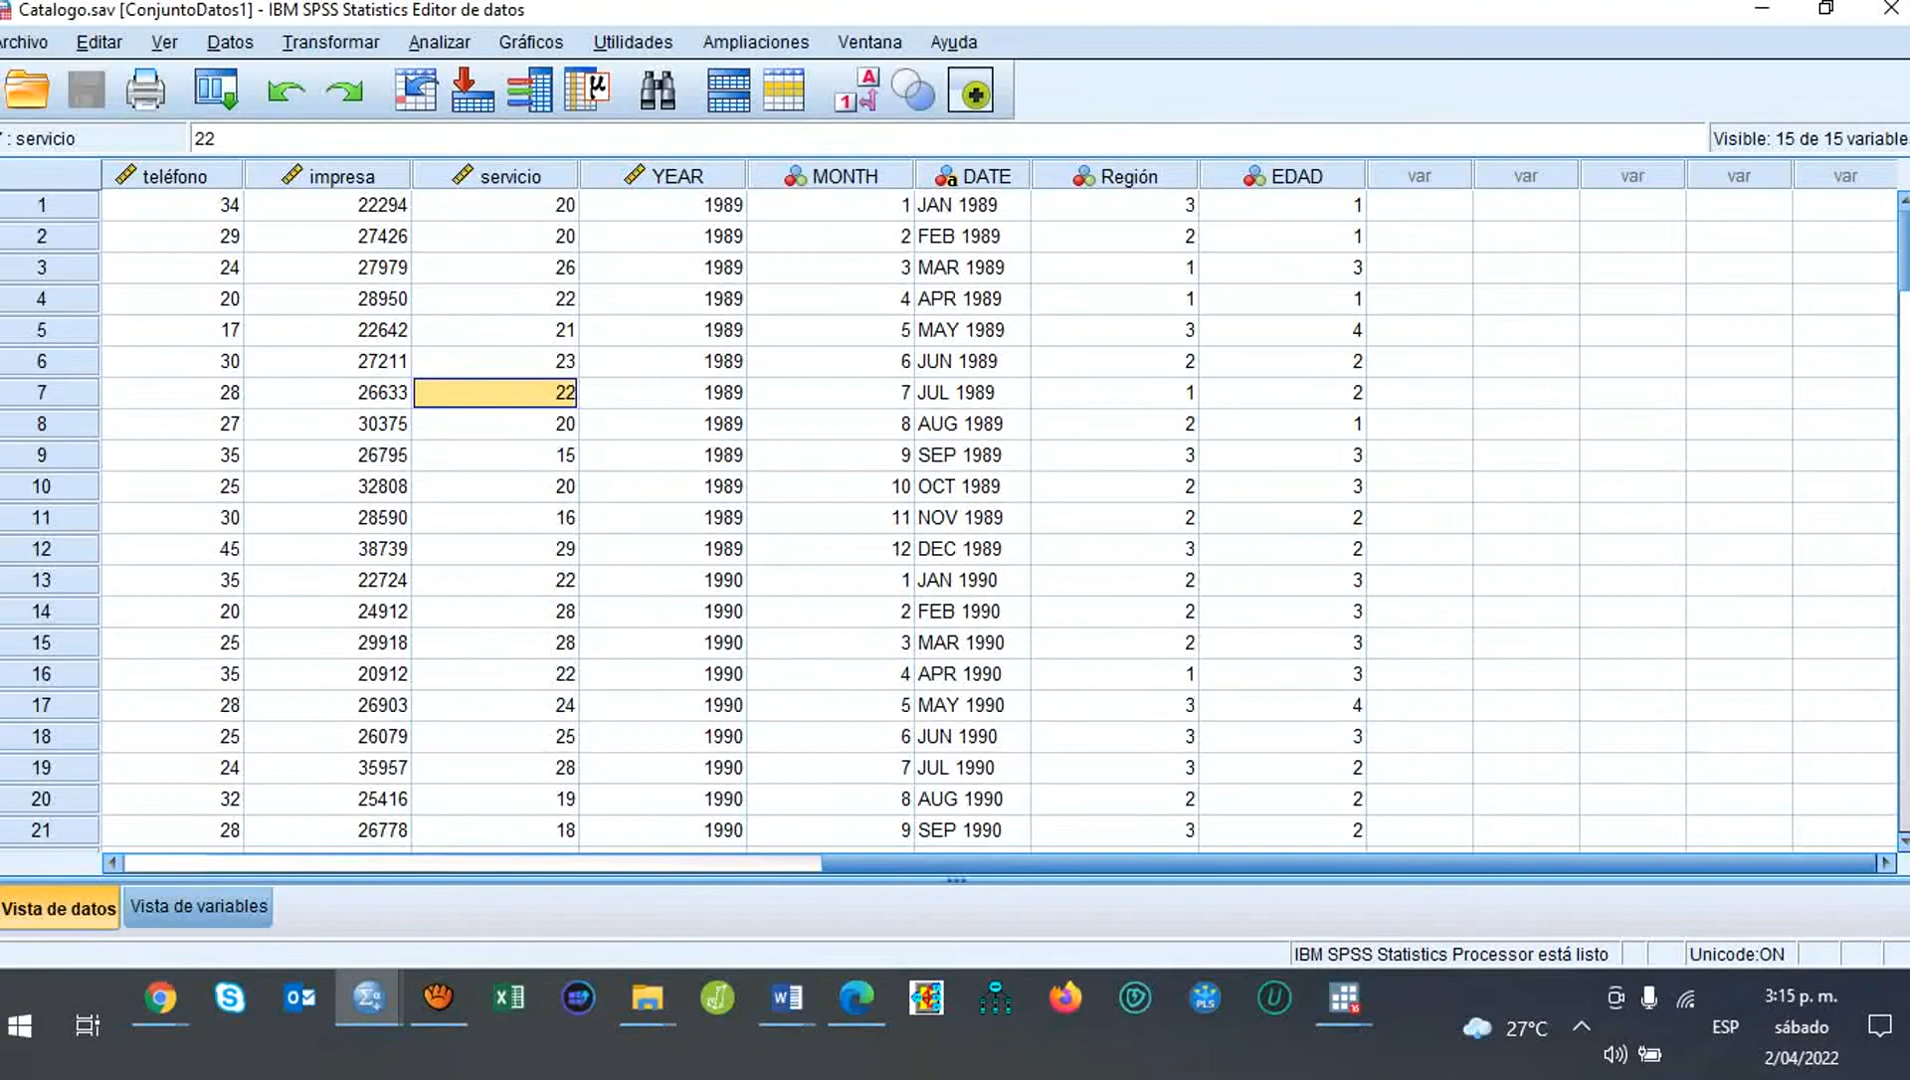 Catalogo.sav [ConjuntoDatos1] - IBM SPSS Statistics Editor de datos
Archivo Editar Ver Datos Transformar Analizar Gráficos Utilidades Ampliaciones Ventana Ayuda
: servicio 22 Visible: 15 de 15 variable
teléfono impresa servicio YEAR MONTH DATE Región EDAD var var var var var
1 34 22294 20 1989 1 JAN 1989 3 1
2 29 27426 20 1989 2 FEB 1989 2 1
3 24 27979 26 1989 3 MAR 1989 1 3
4 20 28950 22 1989 4 APR 1989 1 1
5 17 22642 21 1989 5 MAY 1989 3 4
6 30 27211 23 1989 6 JUN 1989 2 2
7 28 26633 22 1989 7 JUL 1989 1 2
8 27 30375 20 1989 8 AUG 1989 2 1
9 35 26795 15 1989 9 SEP 1989 3 3
10 25 32808 20 1989 10 OCT 1989 2 3
11 30 28590 16 1989 11 NOV 1989 2 2
12 45 38739 29 1989 12 DEC 1989 3 2
13 35 22724 22 1990 1 JAN 1990 2 3
14 20 24912 28 1990 2 FEB 1990 2 3
15 25 29918 28 1990 3 MAR 1990 2 3
16 35 20912 22 1990 4 APR 1990 1 3
17 28 26903 24 1990 5 MAY 1990 3 4
18 25 26079 25 1990 6 JUN 1990 3 3
19 24 35957 28 1990 7 JUL 1990 3 2
20 32 25416 19 1990 8 AUG 1990 2 2
21 28 26778 18 1990 9 SEP 1990 3 2
Vista de datos Vista de variables
IBM SPSS Statistics Processor está listo Unicode:ON
27°C ESP
3:15 p. m.
sábado
2/04/2022